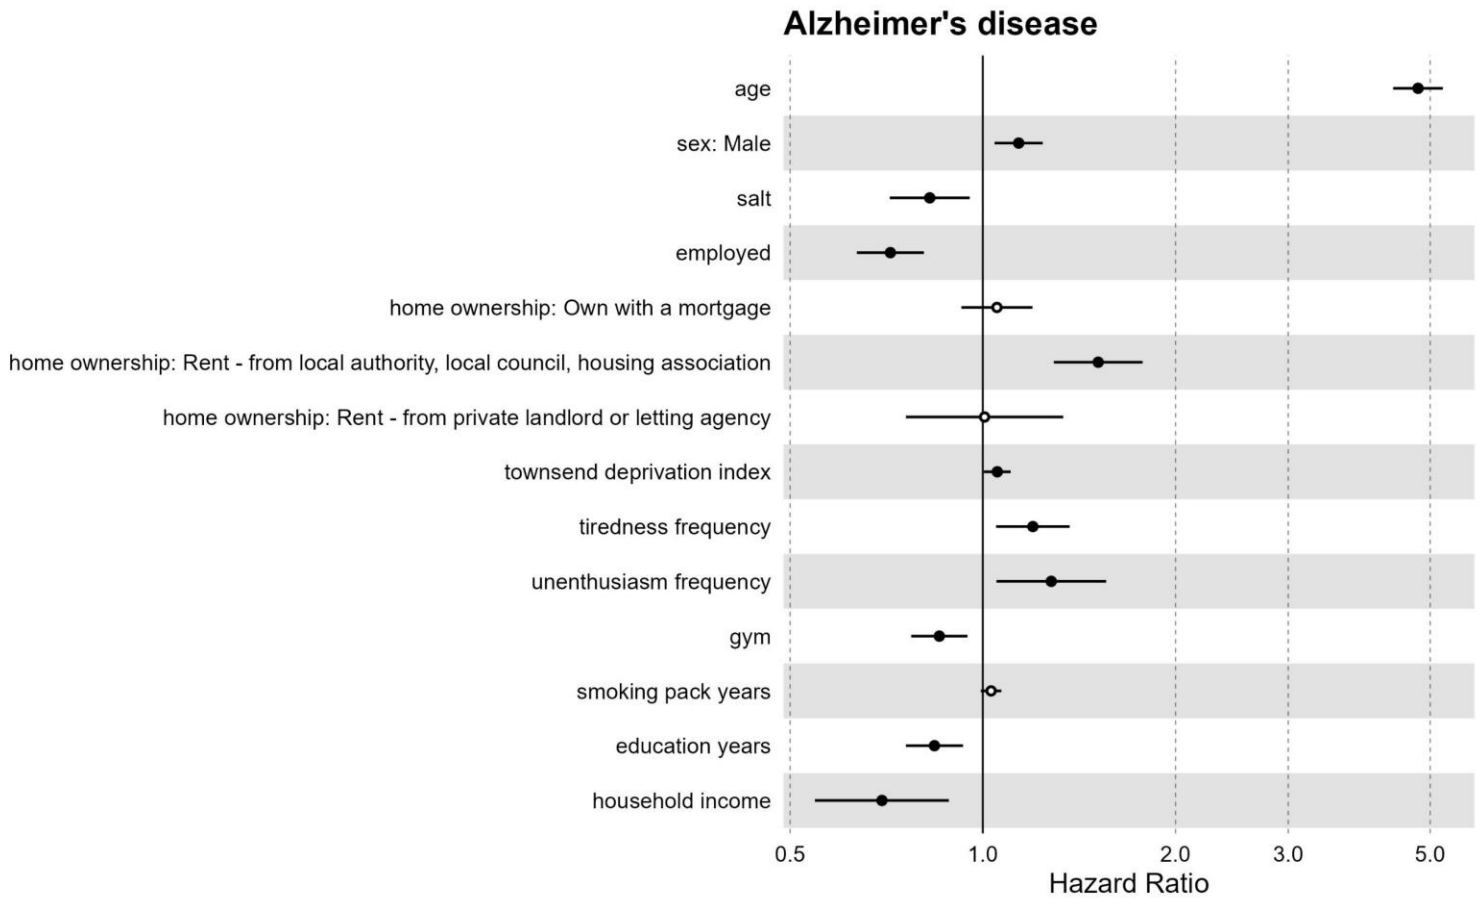 Alzheimer's disease
age
sex: Male
salt
employed
home ownership: Own with a mortgage
home ownership: Rent - from local authority, local council, housing association
home ownership: Rent - from private landlord or letting agency
townsend deprivation index
tiredness frequency
unenthusiasm frequency
gym
smoking pack years
education years
household income
0.5 1.0 2.0 3.0 5.0
Hazard Ratio